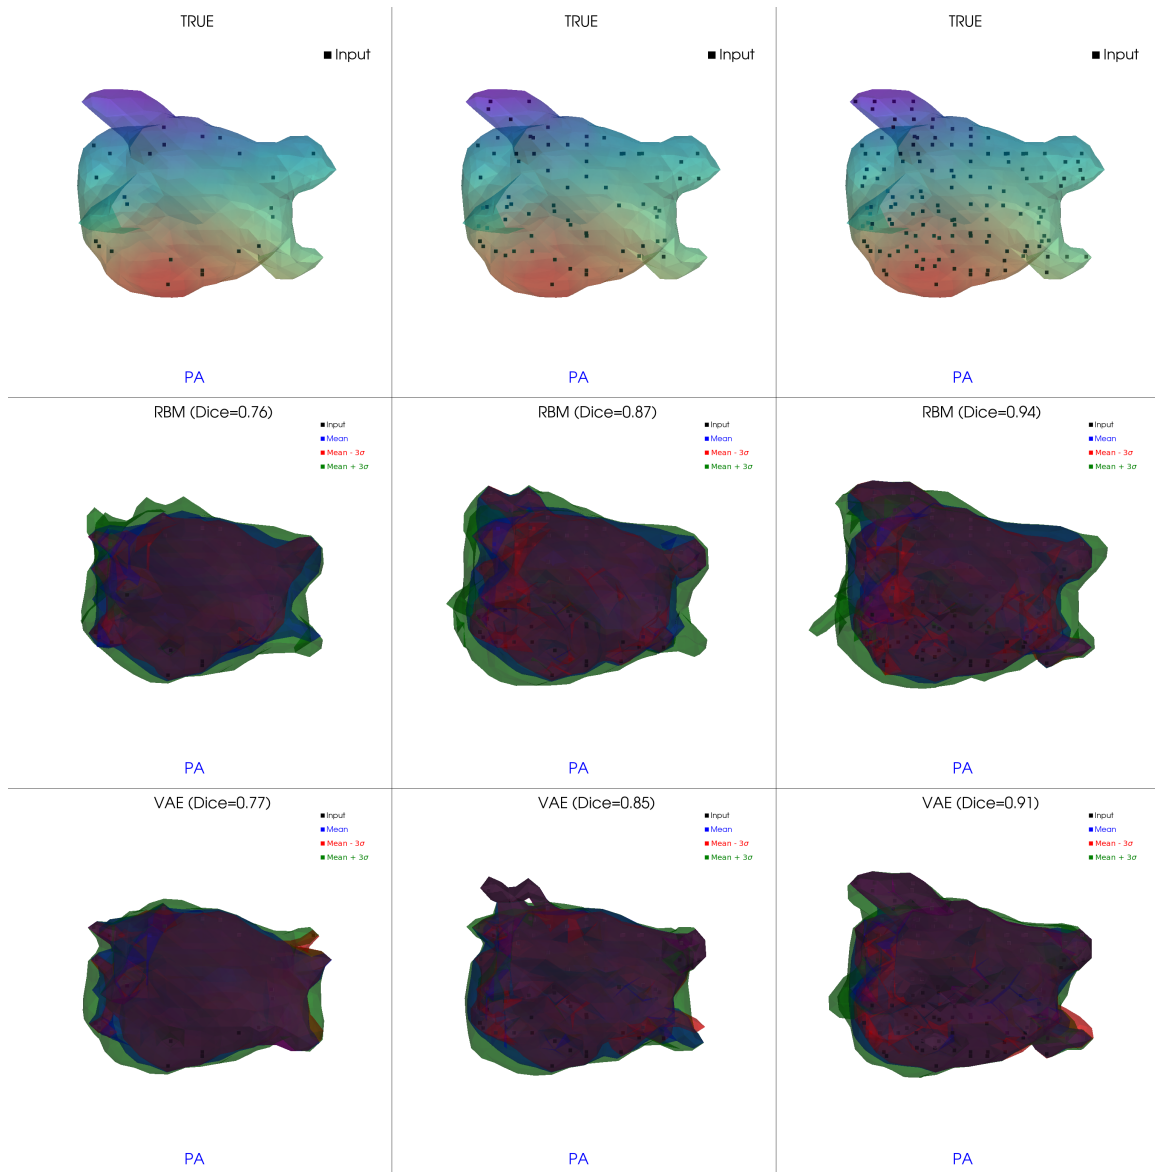 TRUE
Input
PA
TRUE
Input
PA
TRUE
Input
PA
RBM (Dice=0.76)
Input
Mean
Mean - 3σ
Mean + 3σ
PA
RBM (Dice=0.87)
Input
Mean
Mean - 3σ
Mean + 3σ
PA
RBM (Dice=0.94)
Input
Mean
Mean - 3σ
Mean + 3σ
PA
VAE (Dice=0.77)
Input
Mean
Mean - 3σ
Mean + 3σ
PA
VAE (Dice=0.85)
Input
Mean
Mean - 3σ
Mean + 3σ
PA
VAE (Dice=0.91)
Input
Mean
Mean - 3σ
Mean + 3σ
PA